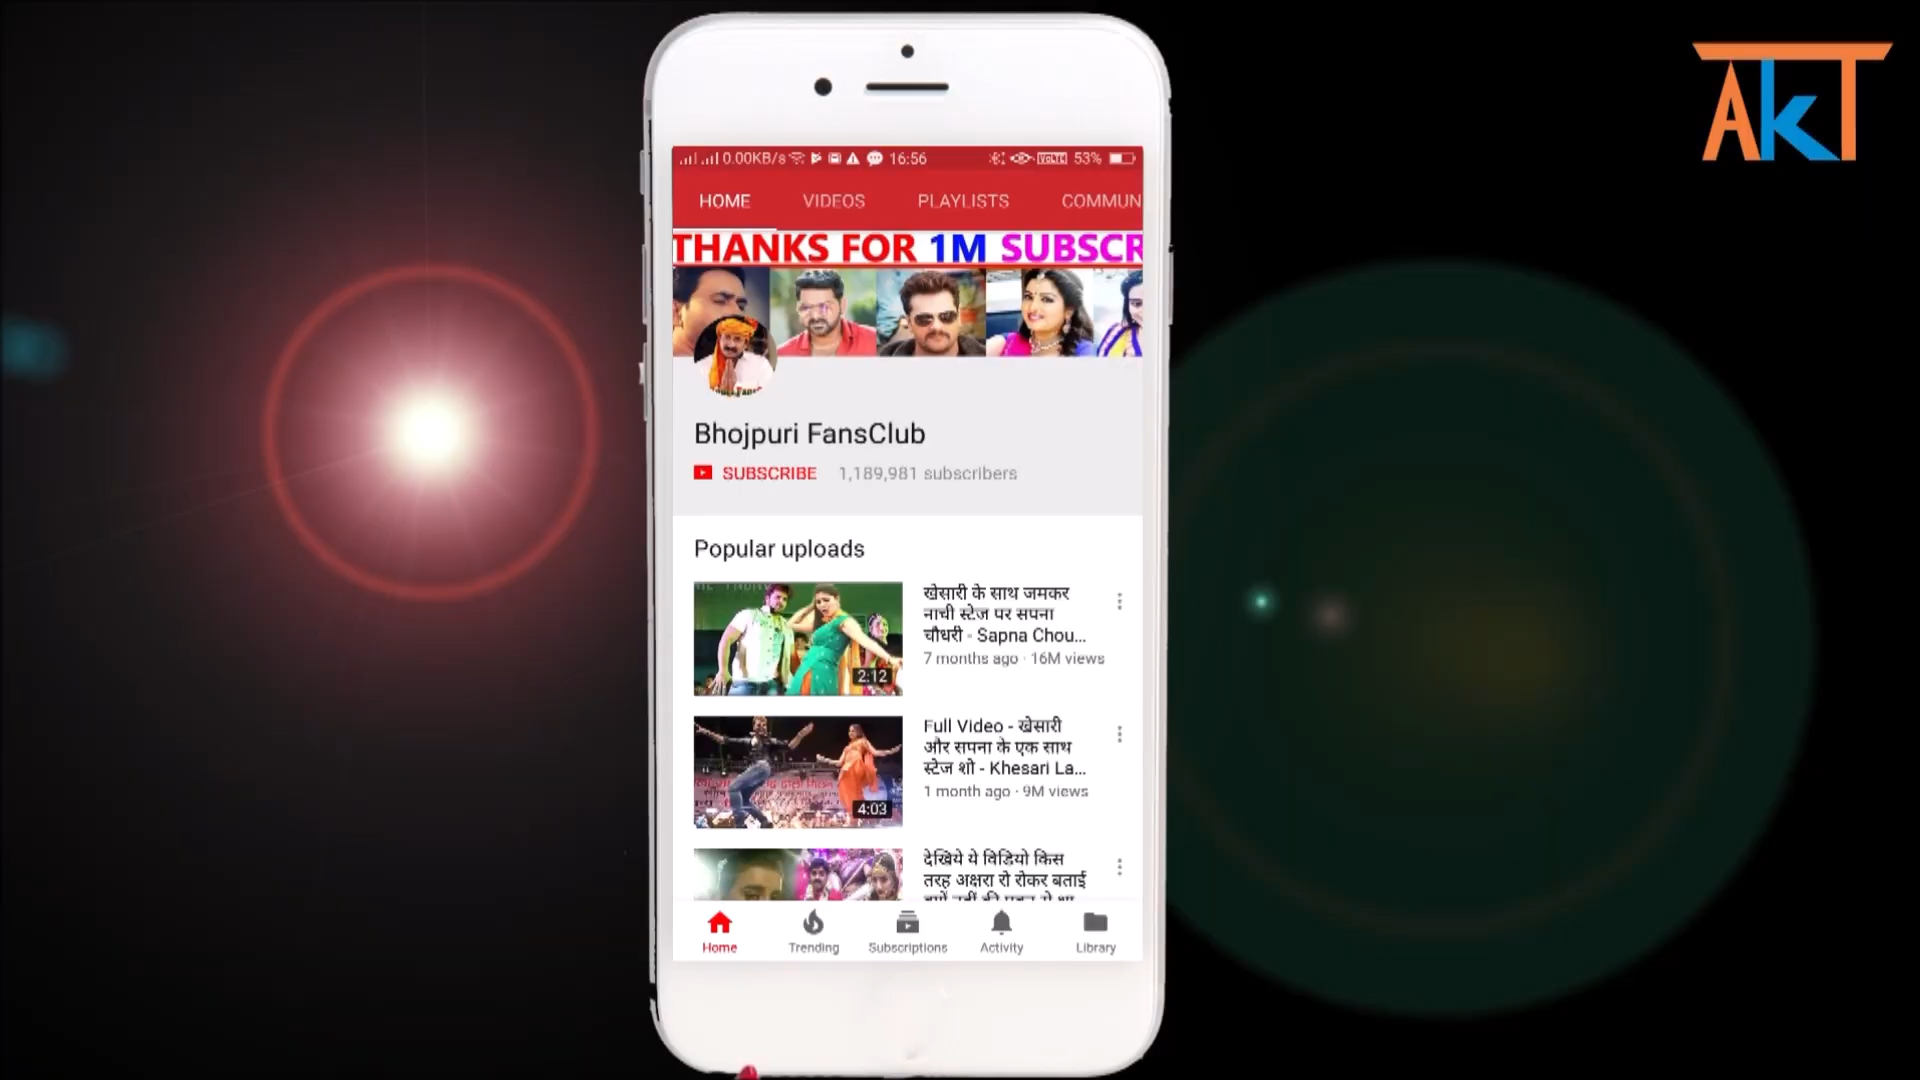 AKT
0.00KB/s 16:56 VoLTE 53%
HOME VIDEOS PLAYLISTS COMMUN
THANKS FOR 1M SUBSCR
Bhojpuri FansClub
SUBSCRIBE 1,189,981 subscribers
Popular uploads
खेसारी के साथ जमकर
नाची स्टेज पर सपना
चौधरी - Sapna Chou...
7 months ago · 16M views
2:12
Full Video - खेसारी
और सपना के एक साथ
स्टेज शो - Khesari La...
1 month ago · 9M views
4:03
देखिये ये विडियो किस
तरह अक्षरा रो रोकर बताई
Home Trending Subscriptions Activity Library